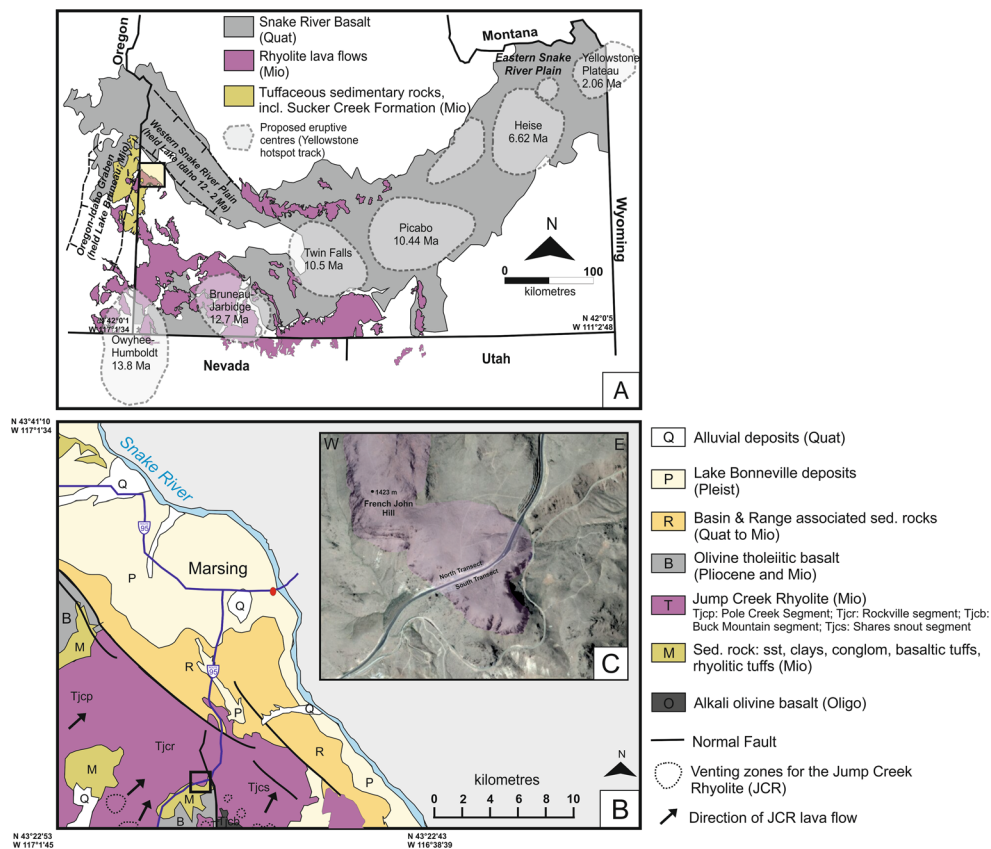 Oregon
Snake River Basalt
(Quat)
Rhyolite lava flows
(Mio)
Tuffaceous sedimentary rocks,
incl. Sucker Creek Formation (Mio)
Proposed eruptive
centres (Yellowstone
hotspot track)
Montana
Eastern Snake
River Plain
Yellowstone
Plateau
2.06 Ma
Heise
6.62 Ma
Western Snake River Plain
(held Lake Idaho 12 - 2 Ma)
Oregon-Idaho Graben
(held Lake Bruneau, Mio)
Picabo
10.44 Ma
Twin Falls
10.5 Ma
Bruneau-
Jarbidge
12.7 Ma
Wyoming
0 100
kilometres
N 42°0'1
W 117°1'34
N 42°0'5
W 111°2'48
Owyhee-
Humboldt
13.8 Ma
Nevada
Utah
A
N 43°41'10
W 117°1'34
Snake River
Q
95
P
Marsing
Q
B
M
R
95
P
Q
Tjcp
Tjcr
R
M
Tjcs
P
Q
M
B
Tjcb
W
E
1423 m
French John
Hill
North Transect
South Transect
C
N
kilometres
0 2 4 6 8 10
B
N 43°22'53
W 117°1'45
N 43°22'43
W 116°38'39
Q Alluvial deposits (Quat)
P Lake Bonneville deposits
(Pleist)
R Basin & Range associated sed. rocks
(Quat to Mio)
B Olivine tholeiitic basalt
(Pliocene and Mio)
T Jump Creek Rhyolite (Mio)
Tjcp: Pole Creek Segment; Tjcr: Rockville segment; Tjcb:
Buck Mountain segment; Tjcs: Shares snout segment
M Sed. rock: sst, clays, conglom, basaltic tuffs,
rhyolitic tuffs (Mio)
O Alkali olivine basalt (Oligo)
Normal Fault
Venting zones for the Jump Creek
Rhyolite (JCR)
Direction of JCR lava flow